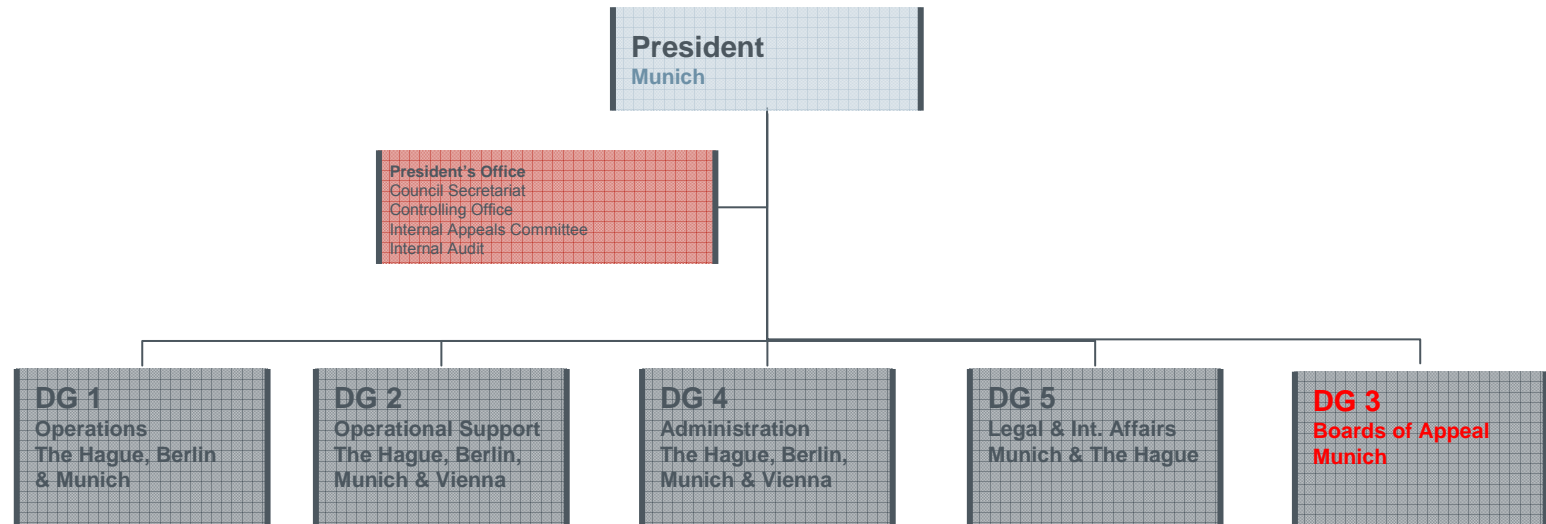 President
Munich
President's Office
Council Secretariat
Controlling Office
Internal Appeals Committee
Internal Audit
DG 1
Operations
The Hague, Berlin
& Munich
DG 2
Operational Support
The Hague, Berlin,
Munich & Vienna
DG 4
Administration
The Hague, Berlin,
Munich & Vienna
DG 5
Legal & Int. Affairs
Munich & The Hague
DG 3
Boards of Appeal
Munich